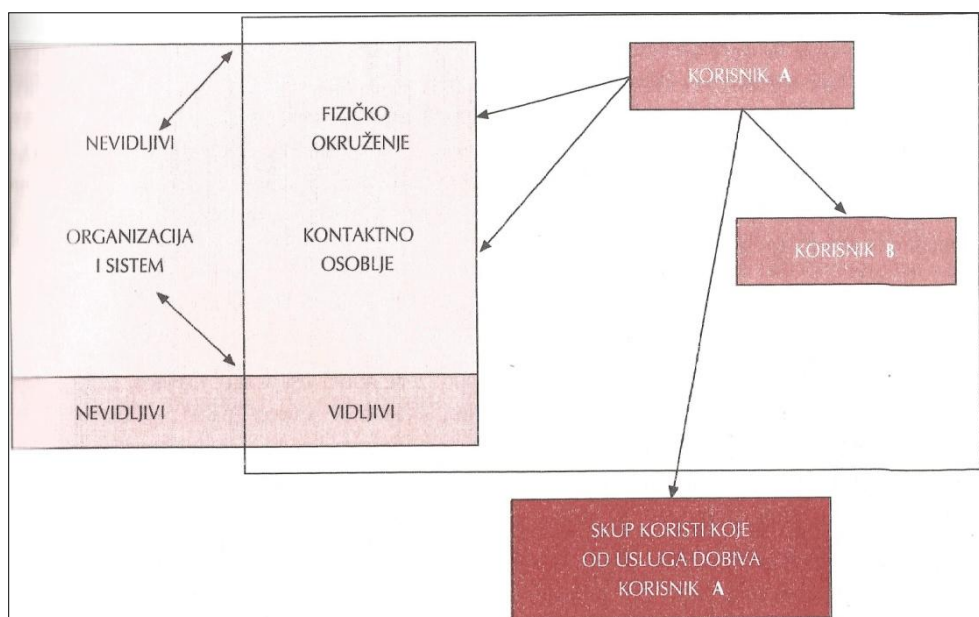 NEVIDLJIVI
ORGANIZACIJA
I SISTEM
NEVIDLJIVI
FIZIČKO
OKRUŽENJE
KONTAKTNO
OSOBLJE
VIDLJIVI
KORISNIK A
KORISNIK B
SKUP KORISTI KOJE
OD USLUGA DOBIVA
KORISNIK A